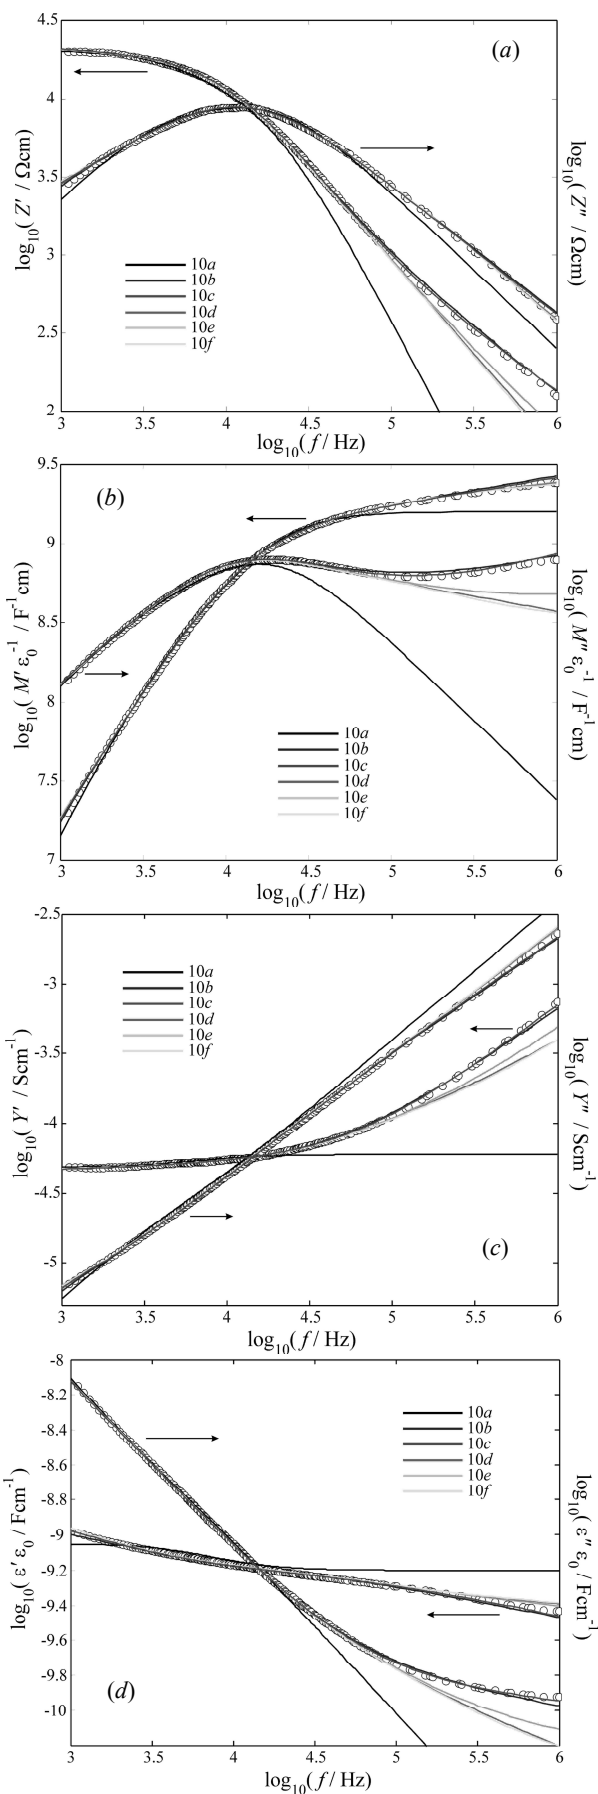 4.5
4
3.5
3
2.5
2
(a)
log10(Z' / Ωcm)
log10(Z'' / Ωcm)
10a
10b
10c
10d
10e
10f
3 3.5 4 4.5 5 5.5 6
log10(f / Hz)
9.5
9
8.5
8
7.5
7
(b)
log10(M' ε0^-1 / F^-1cm)
log10(M'' ε0^-1 / F^-1cm)
10a
10b
10c
10d
10e
10f
3 3.5 4 4.5 5 5.5 6
log10(f / Hz)
-2.5
-3
-3.5
-4
-4.5
-5
10a
10b
10c
10d
10e
10f
log10(Y' / Scm^-1)
log10(Y'' / Scm^-1)
(c)
3 3.5 4 4.5 5 5.5 6
log10(f / Hz)
-8
-8.2
-8.4
-8.6
-8.8
-9
-9.2
-9.4
-9.6
-9.8
-10
10a
10b
10c
10d
10e
10f
log10(ε' ε0 / Fcm^-1)
log10(ε'' ε0 / Fcm^-1)
(d)
3 3.5 4 4.5 5 5.5 6
log10(f / Hz)